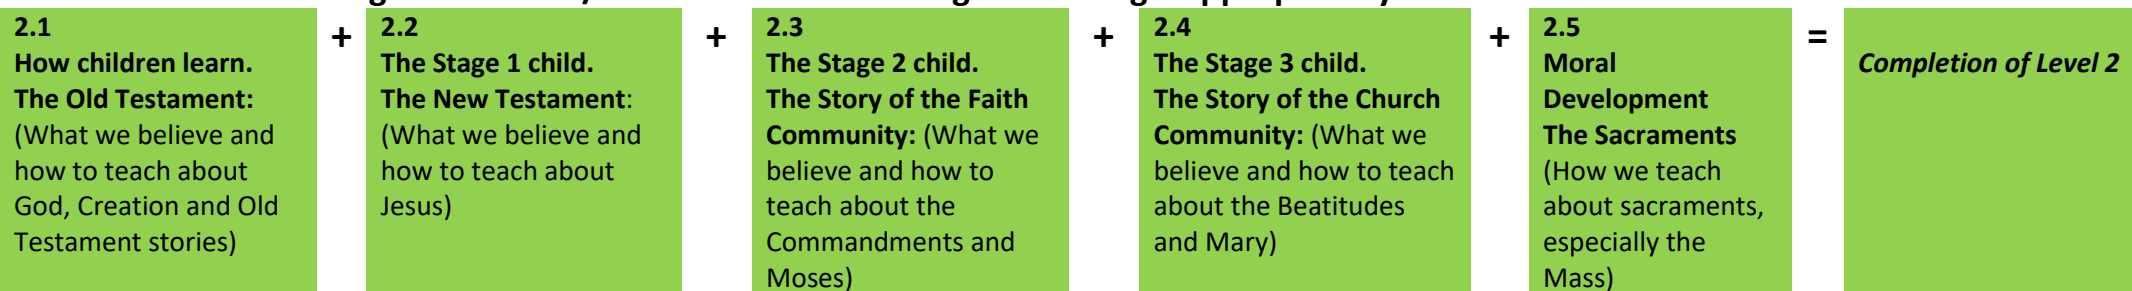 2.1
How children learn.
The Old Testament:
(What we believe and
how to teach about
God, Creation and Old
Testament stories)
+
2.2
The Stage 1 child.
The New Testament:
(What we believe and
how to teach about
Jesus)
+
2.3
The Stage 2 child.
The Story of the Faith
Community: (What we
believe and how to
teach about the
Commandments and
Moses)
+
2.4
The Stage 3 child.
The Story of the Church
Community: (What we
believe and how to teach
about the Beatitudes
and Mary)
+
2.5
Moral
Development
The Sacraments
(How we teach
about sacraments,
especially the
Mass)
=
Completion of Level 2